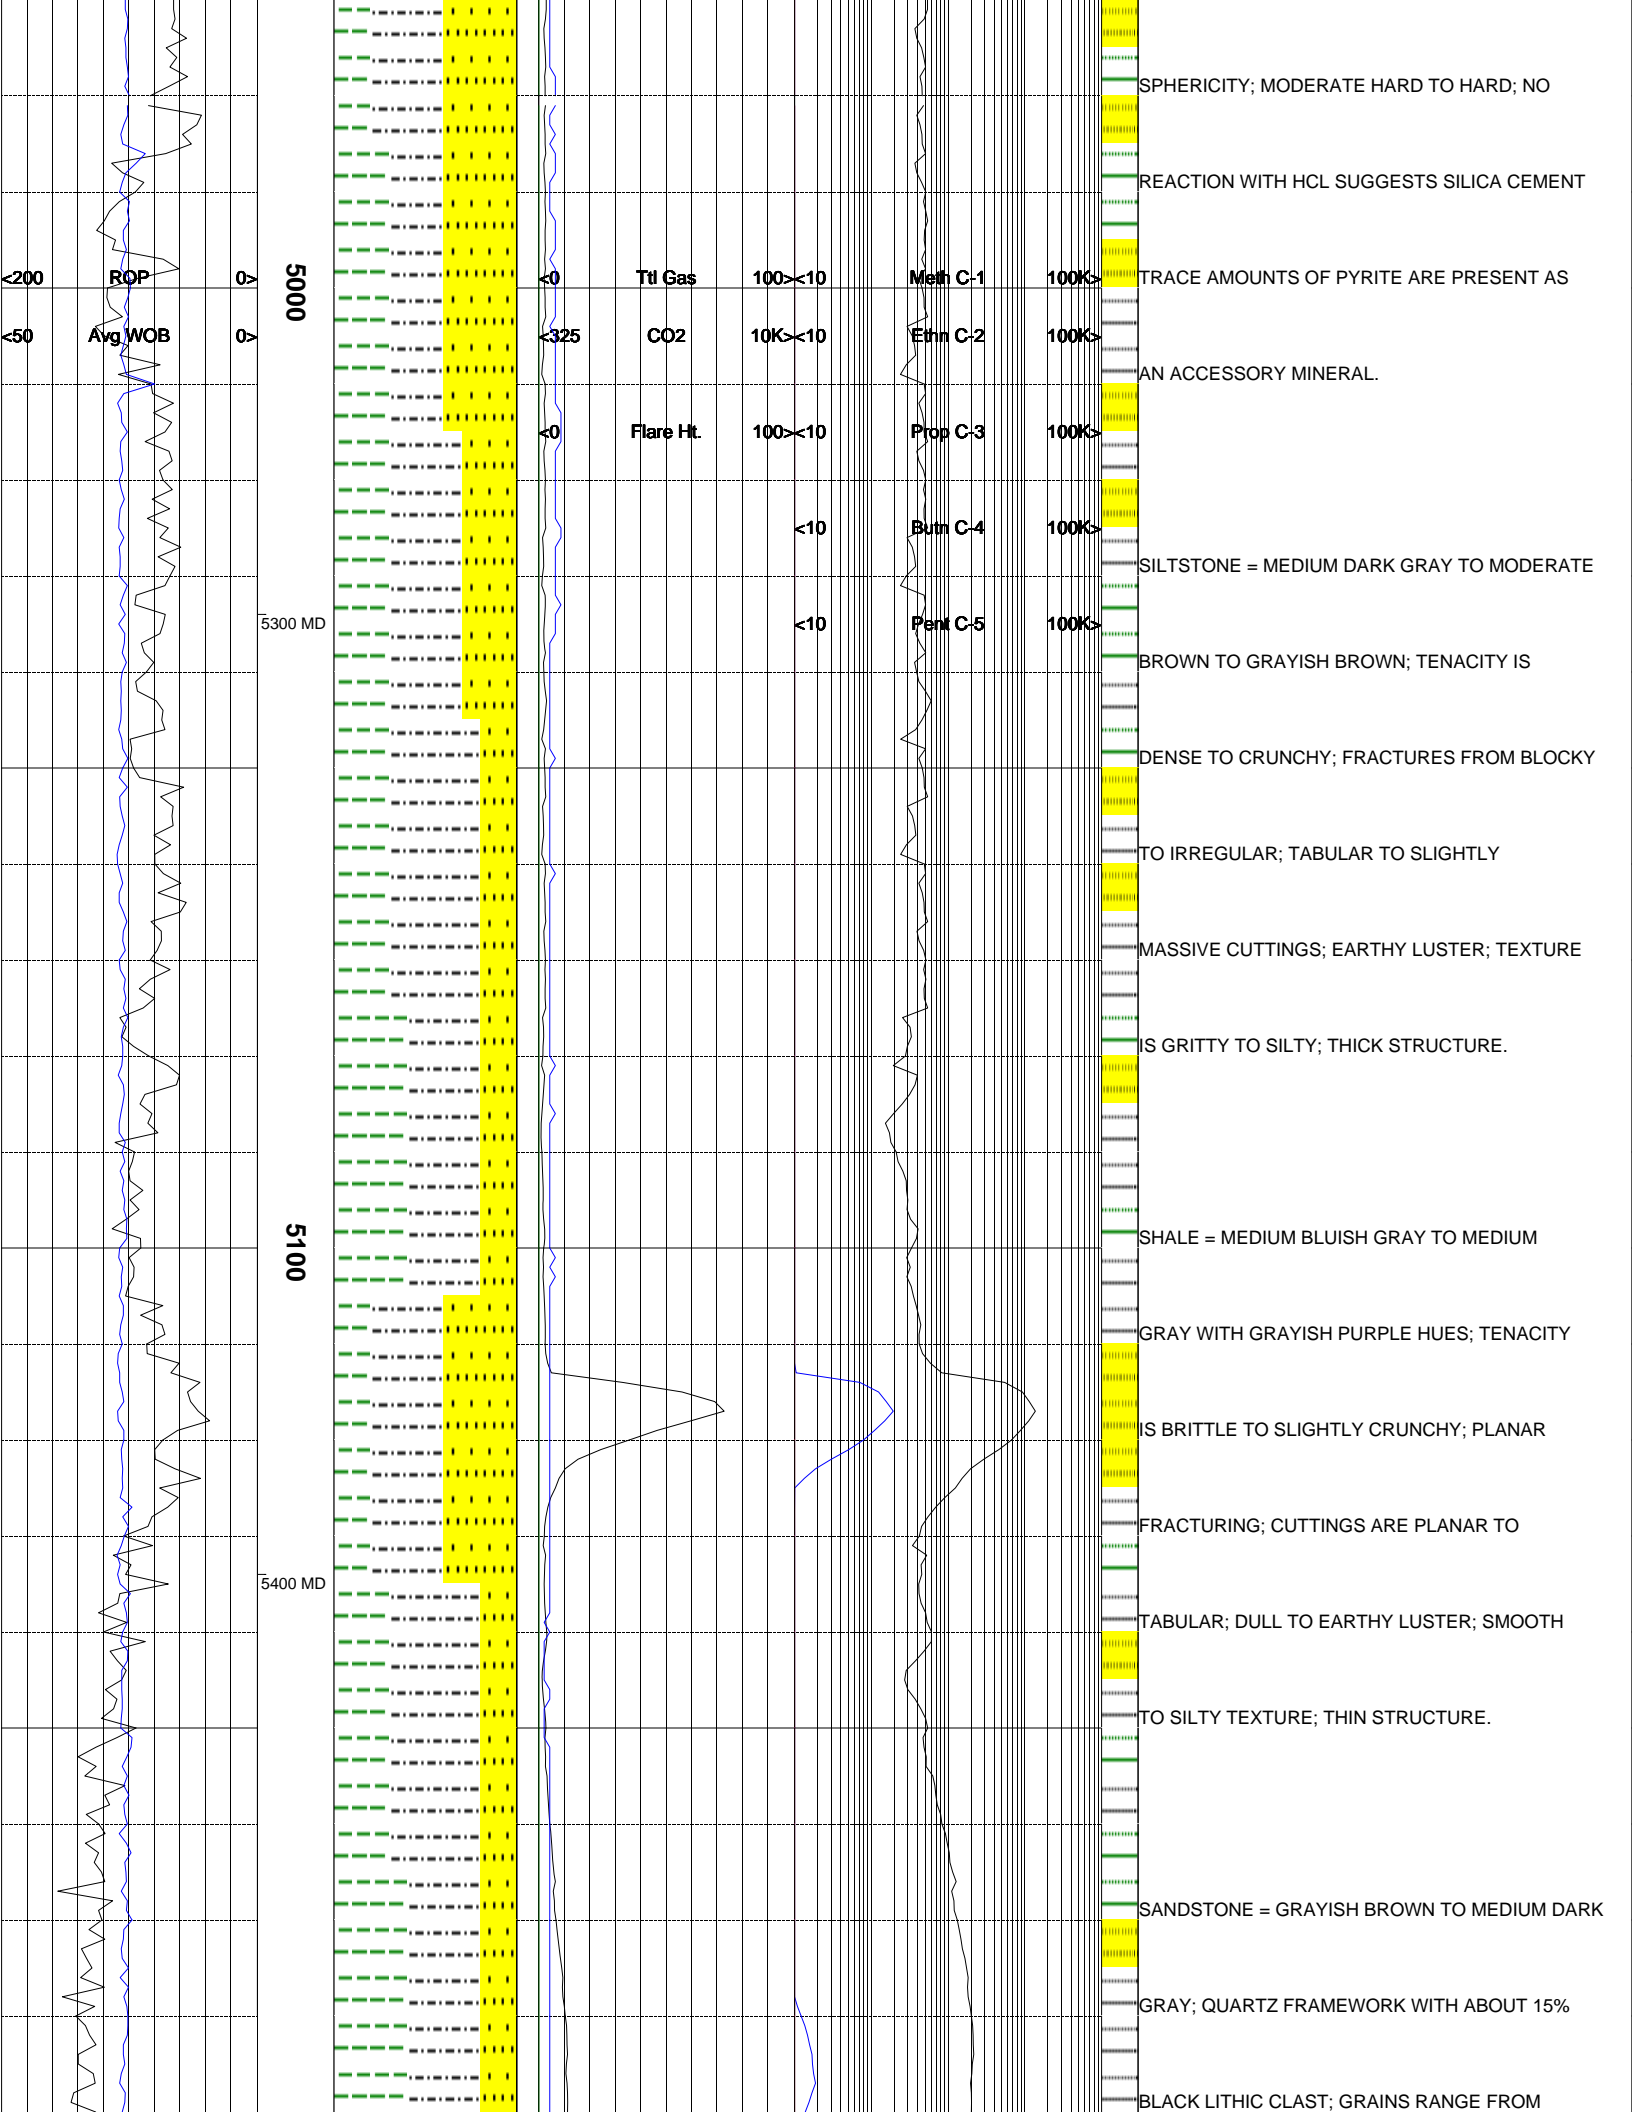 SPHERICITY; MODERATE HARD TO HARD; NO
REACTION WITH HCL SUGGESTS SILICA CEMENT
<200 ROP 0>
5000
<0 Ttl Gas 100>
<10 Meth C-1 100K>
TRACE AMOUNTS OF PYRITE ARE PRESENT AS
<50 Avg WOB 0>
<325 CO2 10K>
<10 Ethn C-2 100K>
AN ACCESSORY MINERAL.
<0 Flare Ht. 100>
<10 Prop C-3 100K>
<10 Butn C-4 100K>
SILTSTONE = MEDIUM DARK GRAY TO MODERATE
5300 MD
<10 Pent C-5 100K>
BROWN TO GRAYISH BROWN; TENACITY IS
DENSE TO CRUNCHY; FRACTURES FROM BLOCKY
TO IRREGULAR; TABULAR TO SLIGHTLY
MASSIVE CUTTINGS; EARTHY LUSTER; TEXTURE
IS GRITTY TO SILTY; THICK STRUCTURE.
5100
SHALE = MEDIUM BLUISH GRAY TO MEDIUM
GRAY WITH GRAYISH PURPLE HUES; TENACITY
IS BRITTLE TO SLIGHTLY CRUNCHY; PLANAR
FRACTURING; CUTTINGS ARE PLANAR TO
5400 MD
TABULAR; DULL TO EARTHY LUSTER; SMOOTH
TO SILTY TEXTURE; THIN STRUCTURE.
SANDSTONE = GRAYISH BROWN TO MEDIUM DARK
GRAY; QUARTZ FRAMEWORK WITH ABOUT 15%
BLACK LITHIC CLAST; GRAINS RANGE FROM